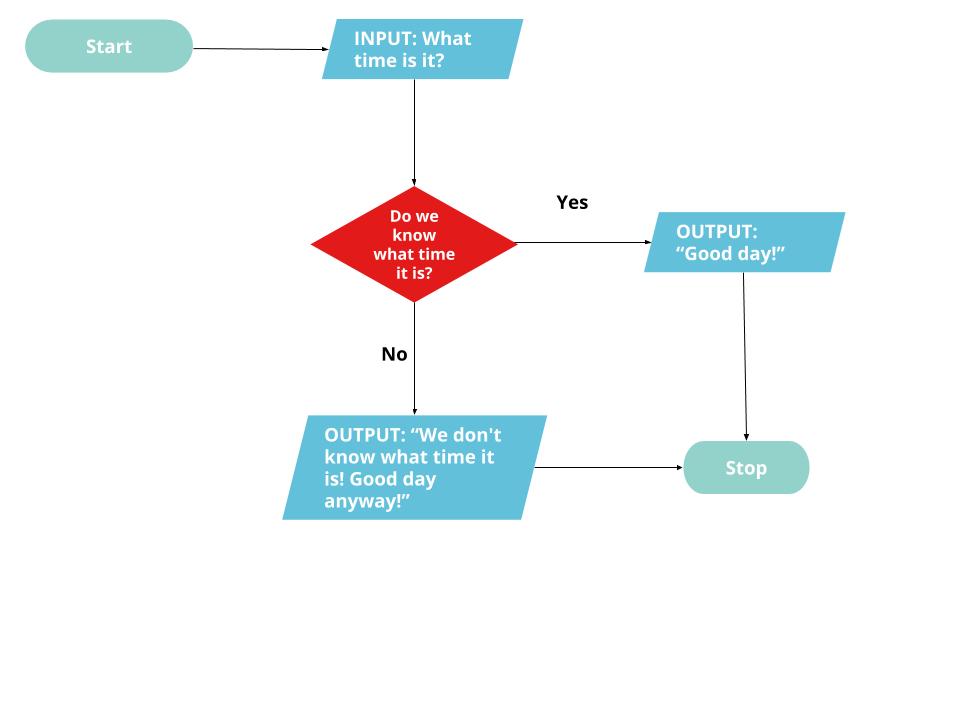 Start
INPUT: What
time is it?
Do we
know
what time
it is?
Yes
OUTPUT:
“Good day!”
No
OUTPUT: “We don't
know what time it
is! Good day
anyway!”
Stop